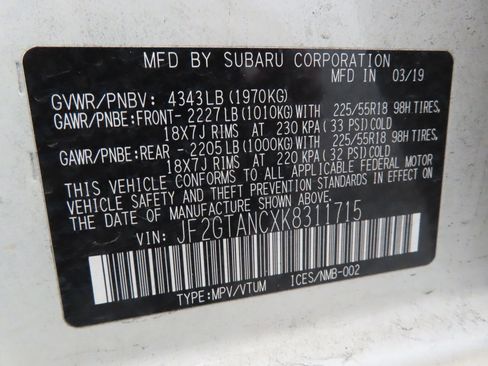 MFD BY SUBARU CORPORATION
MFD IN 03/19
GVWR/PNBV: 4343LB(1970KG)
GAWR/PNBE:FRONT- 2227LB(1010KG)WITH 225/55R18 98H TIRES,
18X7J RIMS AT 230 KPA(33 PSI)COLD
GAWR/PNBE:REAR - 2205LB(1000KG)WITH 225/55R18 98H TIRES,
18X7J RIMS AT 220 KPA(32 PSI)COLD
THIS VEHICLE CONFORMS TO ALL APPLICABLE FEDERAL MOTOR
VEHICLE SAFETY AND THEFT PREVENTION STANDARDS IN EFFECT ON
THE DATE OF MANUFACTURE SHOWN ABOVE.
VIN: JF2GTANCXK8311715
TYPE:MPV/VTUM ICES/NMB-002